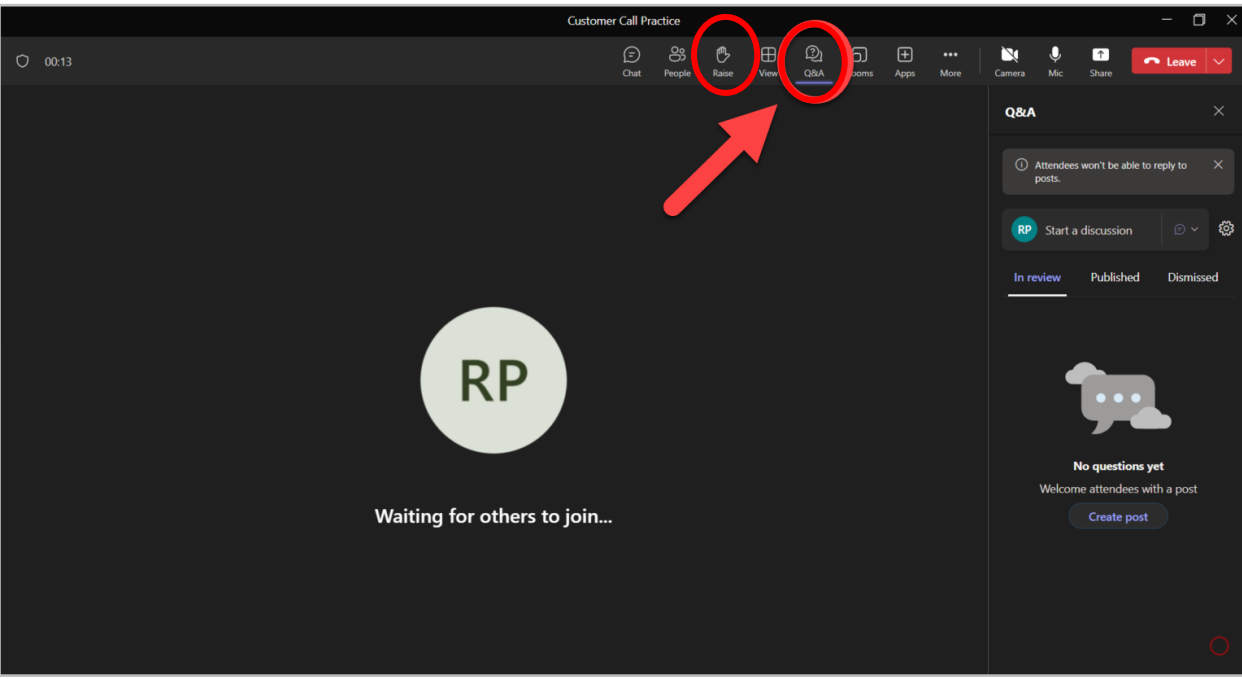 Customer Call Practice
00:13
Chat People Raise View Q&A ooms Apps More Camera Mic Share Leave
Q&A
Attendees won't be able to reply to
posts.
RP Start a discussion
In review Published Dismissed
RP
No questions yet
Welcome attendees with a post
Create post
Waiting for others to join...